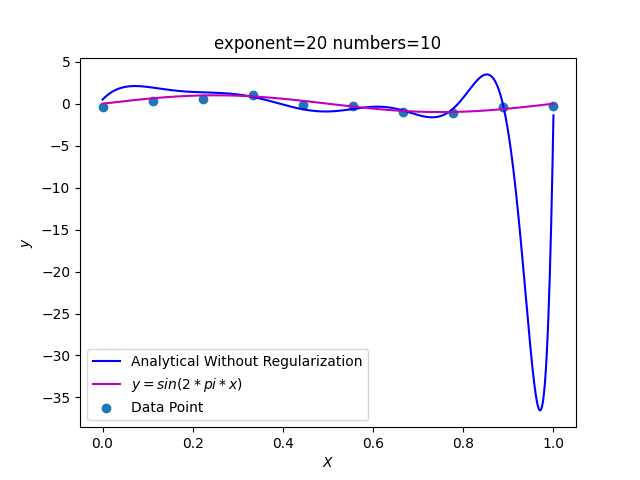 exponent=20 numbers=10
5
0
−5
−10
−15
−20
−25
−30
−35
y
Analytical Without Regularization
y = sin(2 * pi * x)
Data Point
0.0 0.2 0.4 0.6 0.8 1.0
X